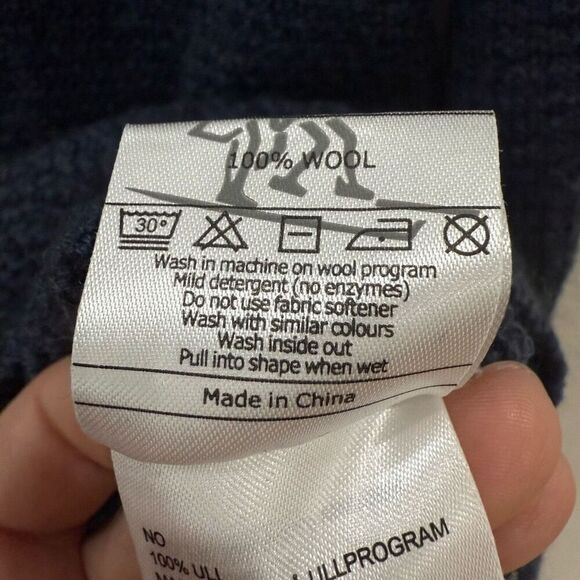 100% WOOL
30°
Wash in machine on wool program
Mild detergent (no enzymes)
Do not use fabric softener
Wash with similar colours
Wash inside out
Pull into shape when wet
Made in China
NO
100% ULL
ULLPROGRAM